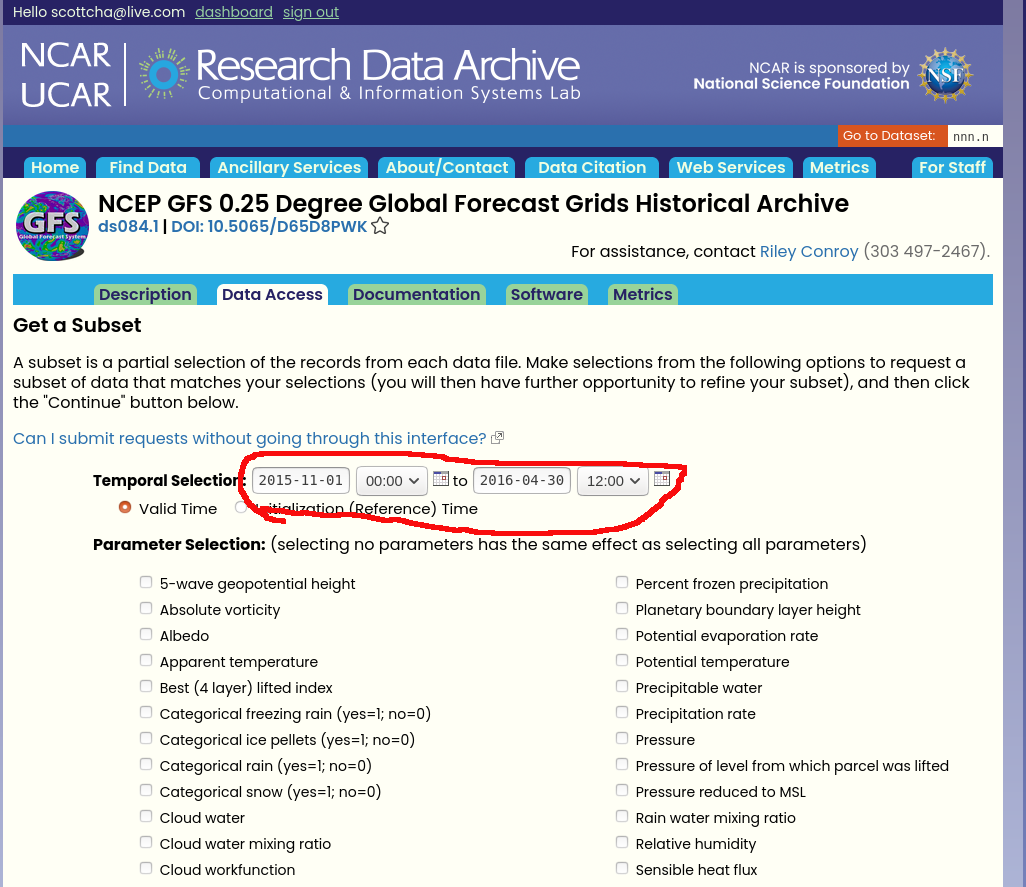 Hello scottcha@live.com dashboard sign out
NCAR
UCAR
Research Data Archive
Computational & Information Systems Lab
NCAR is sponsored by
National Science Foundation
NSF
Go to Dataset: nnn.n
Home Find Data Ancillary Services About/Contact Data Citation Web Services Metrics For Staff
GFS
Global Forecast System
NCEP GFS 0.25 Degree Global Forecast Grids Historical Archive
ds084.1 | DOI: 10.5065/D65D8PWK
For assistance, contact Riley Conroy (303 497-2467).
Description Data Access Documentation Software Metrics
Get a Subset
A subset is a partial selection of the records from each data file. Make selections from the following options to request a
subset of data that matches your selections (you will then have further opportunity to refine your subset), and then click
the "Continue" button below.
Can I submit requests without going through this interface?
Temporal Selection: 2015-11-01 00:00 to 2016-04-30 12:00
Valid Time Initialization (Reference) Time
Parameter Selection: (selecting no parameters has the same effect as selecting all parameters)
5-wave geopotential height
Absolute vorticity
Albedo
Apparent temperature
Best (4 layer) lifted index
Categorical freezing rain (yes=1; no=0)
Categorical ice pellets (yes=1; no=0)
Categorical rain (yes=1; no=0)
Categorical snow (yes=1; no=0)
Cloud water
Cloud water mixing ratio
Cloud workfunction
Percent frozen precipitation
Planetary boundary layer height
Potential evaporation rate
Potential temperature
Precipitable water
Precipitation rate
Pressure
Pressure of level from which parcel was lifted
Pressure reduced to MSL
Rain water mixing ratio
Relative humidity
Sensible heat flux